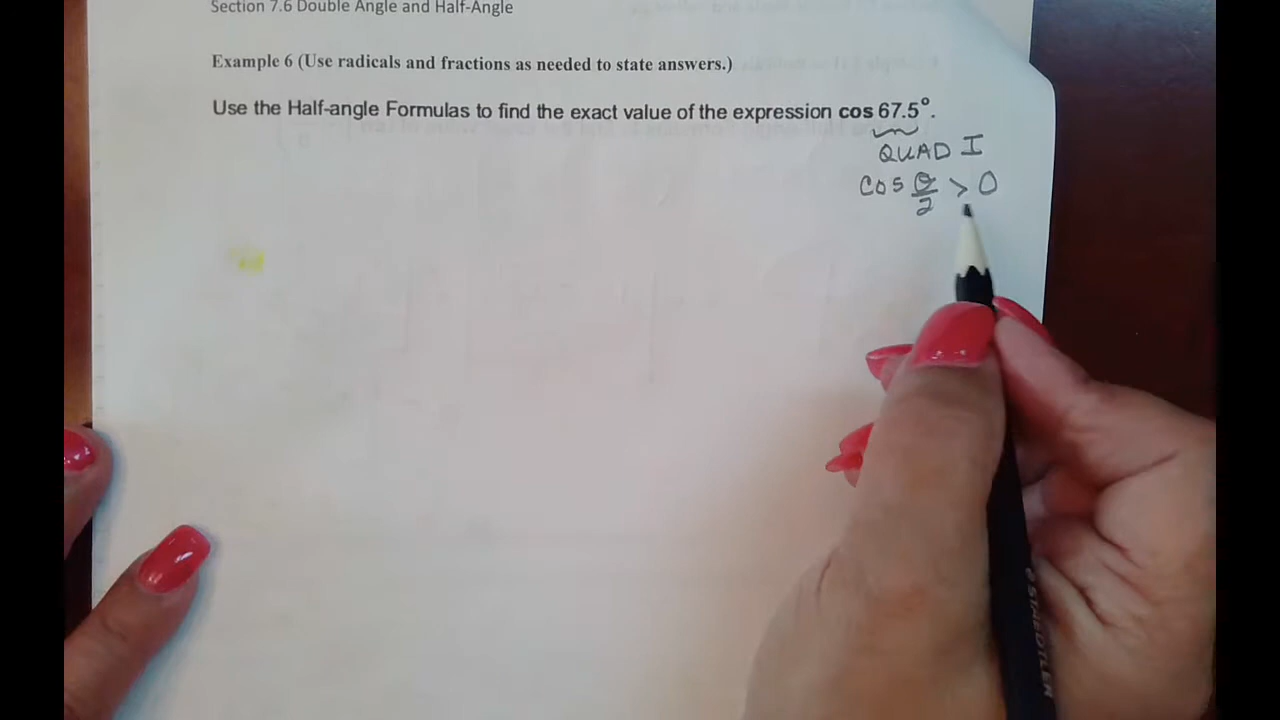 Section 7.6 Double Angle and Half-Angle
Example 6 (Use radicals and fractions as needed to state answers.)
Use the Half-angle Formulas to find the exact value of the expression cos 67.5°.
QUAD I
cos θ/2 > 0
STAEDTLER